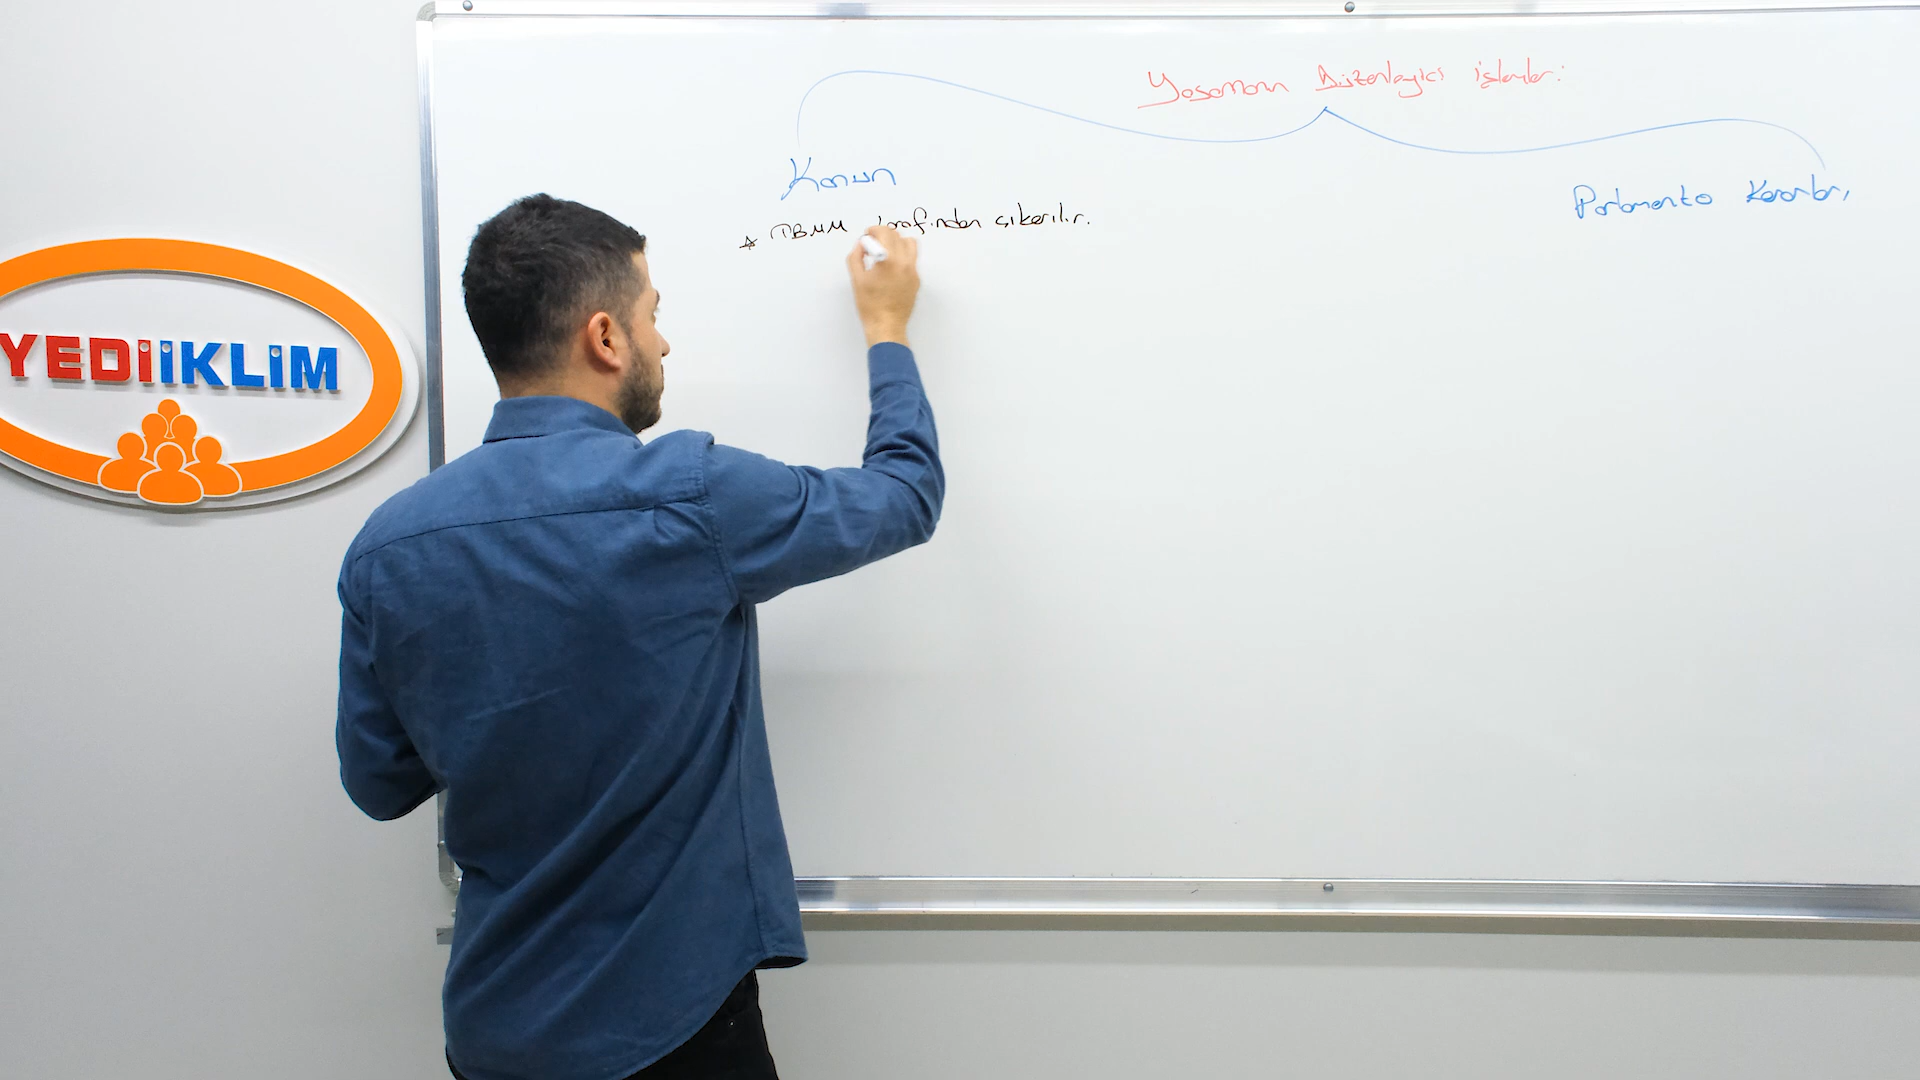 Yasamanın Düzenleyici işlemler:
Kanun
Parlamento Kararları
* TBMM tarafından çıkarılır.
YEDİİKLİM